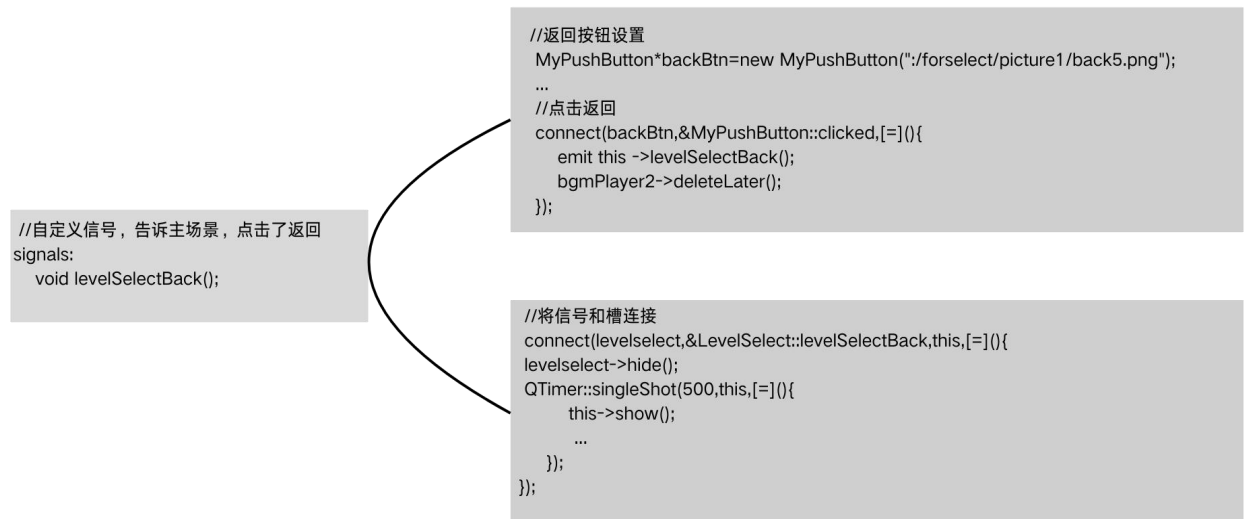 //自定义信号，告诉主场景，点击了返回
signals:
void levelSelectBack();
//返回按钮设置
MyPushButton*backBtn=new MyPushButton(":/forselect/picture1/back5.png");
...
//点击返回
connect(backBtn,&MyPushButton::clicked,[=](){
emit this ->levelSelectBack();
bgmPlayer2->deleteLater();
});
//将信号和槽连接
connect(levelselect,&LevelSelect::levelSelectBack,this,[=](){
levelselect->hide();
QTimer::singleShot(500,this,[=](){
this->show();
...
});
});